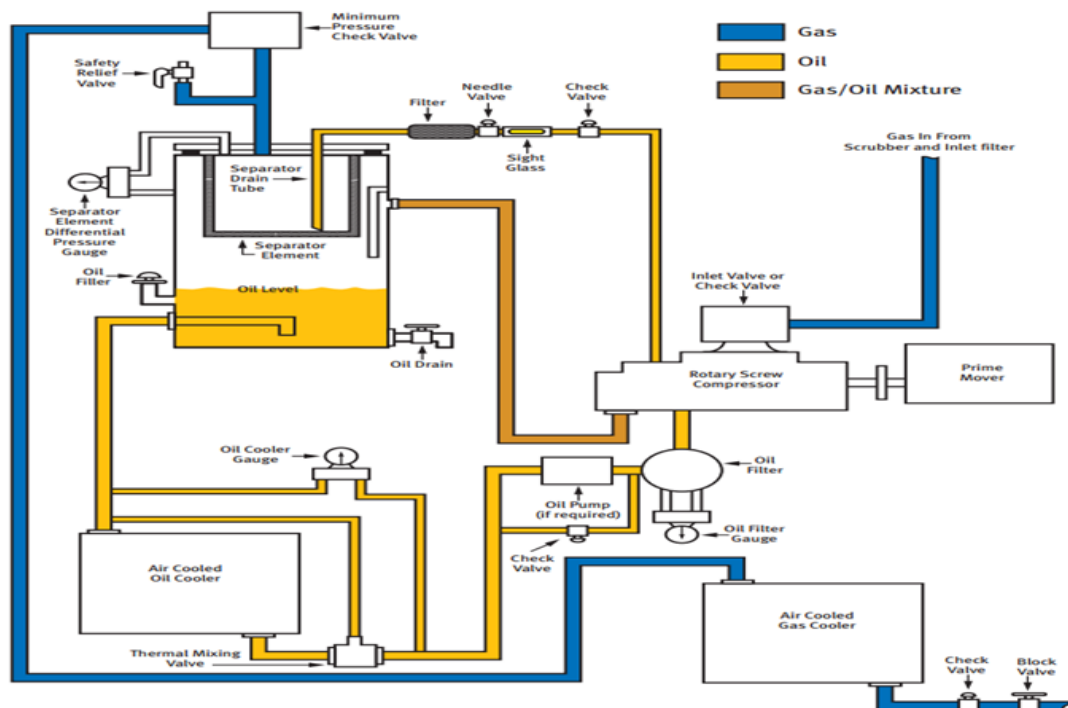 Minimum
Pressure
Check Valve
Gas
Oil
Gas/Oil Mixture
Safety
Relief
Valve
Filter
Needle
Valve
Check
Valve
Sight
Glass
Gas In From
Scrubber and Inlet filter
Separator
Drain
Tube
Separator
Element
Differential
Pressure
Gauge
Separator
Element
Oil
Filler
Oil Level
Oil Drain
Inlet Valve or
Check Valve
Rotary Screw
Compressor
Prime
Mover
Oil Cooler
Gauge
Oil Pump
(if required)
Oil
Filter
Oil Filter
Gauge
Check
Valve
Air Cooled
Oil Cooler
Thermal Mixing
Valve
Air Cooled
Gas Cooler
Check
Valve
Block
Valve